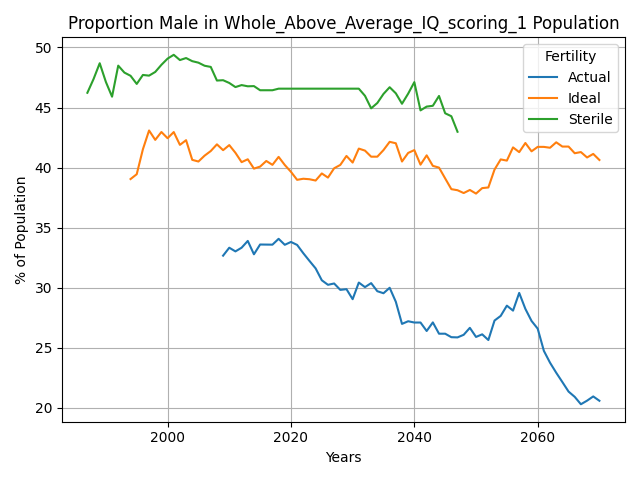 Proportion Male in Whole_Above_Average_IQ_scoring_1 Population
% of Population
50
45
40
35
30
25
20
Fertility
Actual
Ideal
Sterile
2000
2020
2040
2060
Years